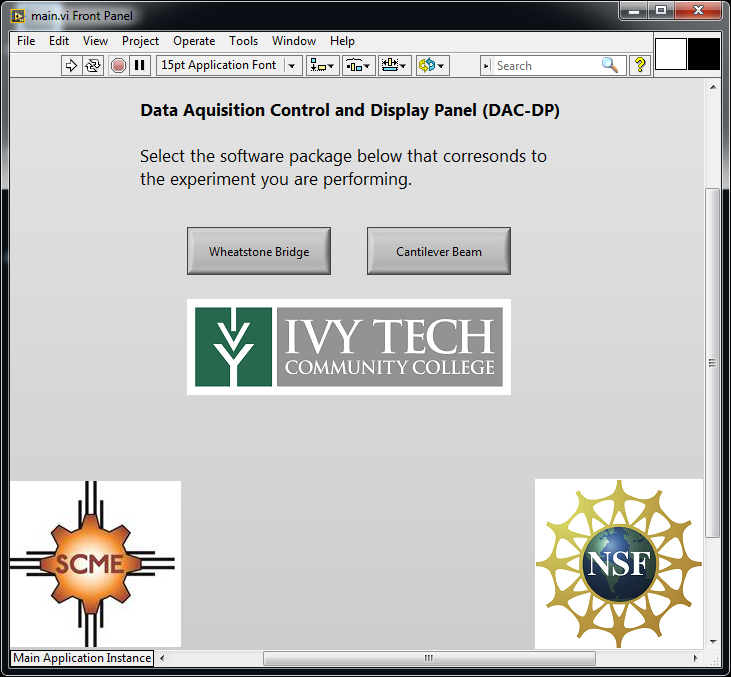 main.vi Front Panel
File Edit View Project Operate Tools Window Help
15pt Application Font Search ?
Data Aquisition Control and Display Panel (DAC-DP)
Select the software package below that corresonds to
the experiment you are performing.
Wheatstone Bridge Cantilever Beam
IVY TECH
COMMUNITY COLLEGE
SCME
NSF
Main Application Instance